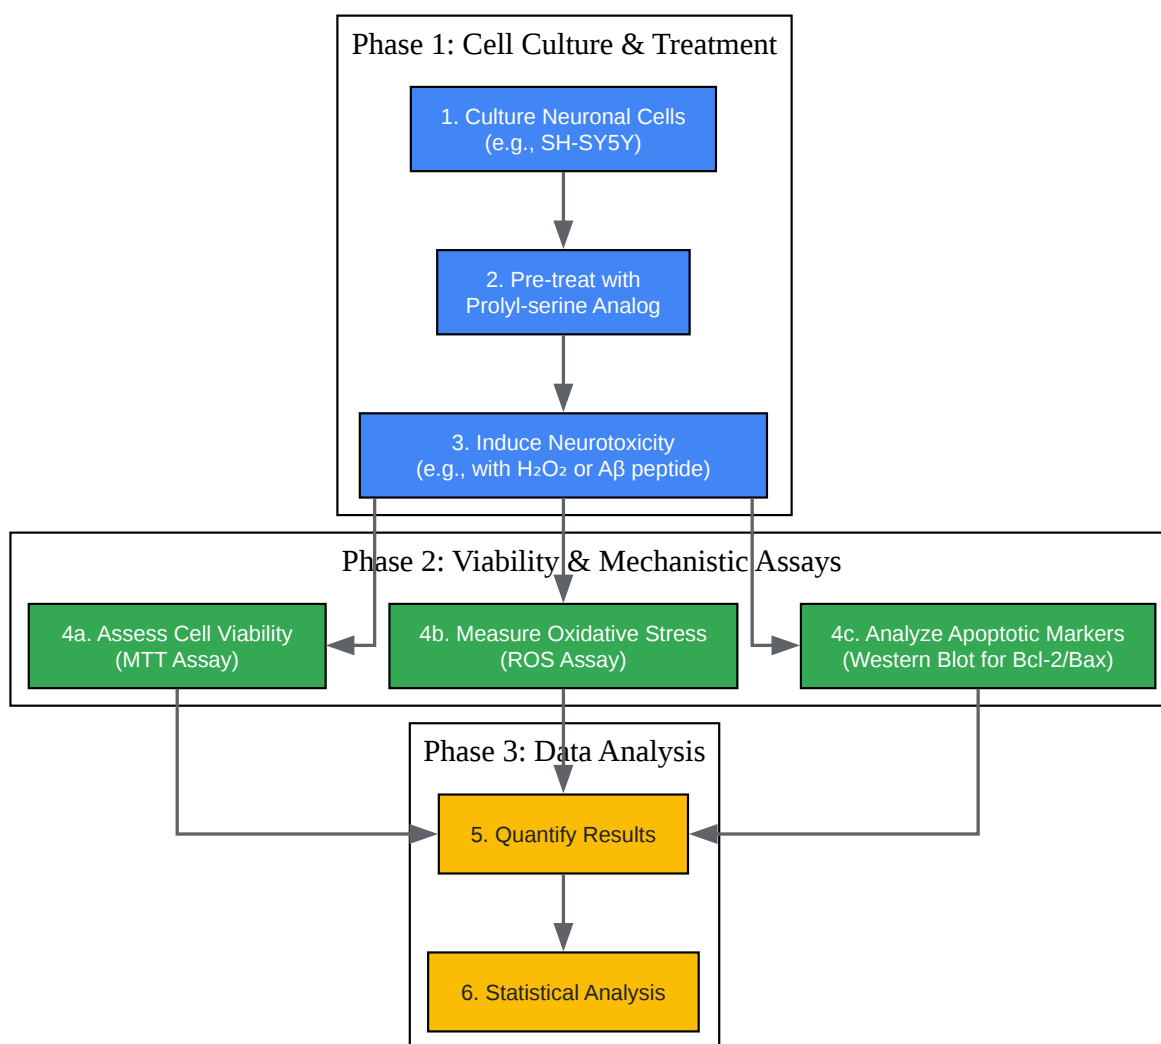 Phase 1: Cell Culture & Treatment
1. Culture Neuronal Cells
(e.g., SH-SY5Y)
2. Pre-treat with
Prolyl-serine Analog
3. Induce Neurotoxicity
(e.g., with H₂O₂ or Aβ peptide)
Phase 2: Viability & Mechanistic Assays
4a. Assess Cell Viability
(MTT Assay)
4b. Measure Oxidative Stress
(ROS Assay)
4c. Analyze Apoptotic Markers
(Western Blot for Bcl-2/Bax)
Phase 3: Data Analysis
5. Quantify Results
6. Statistical Analysis